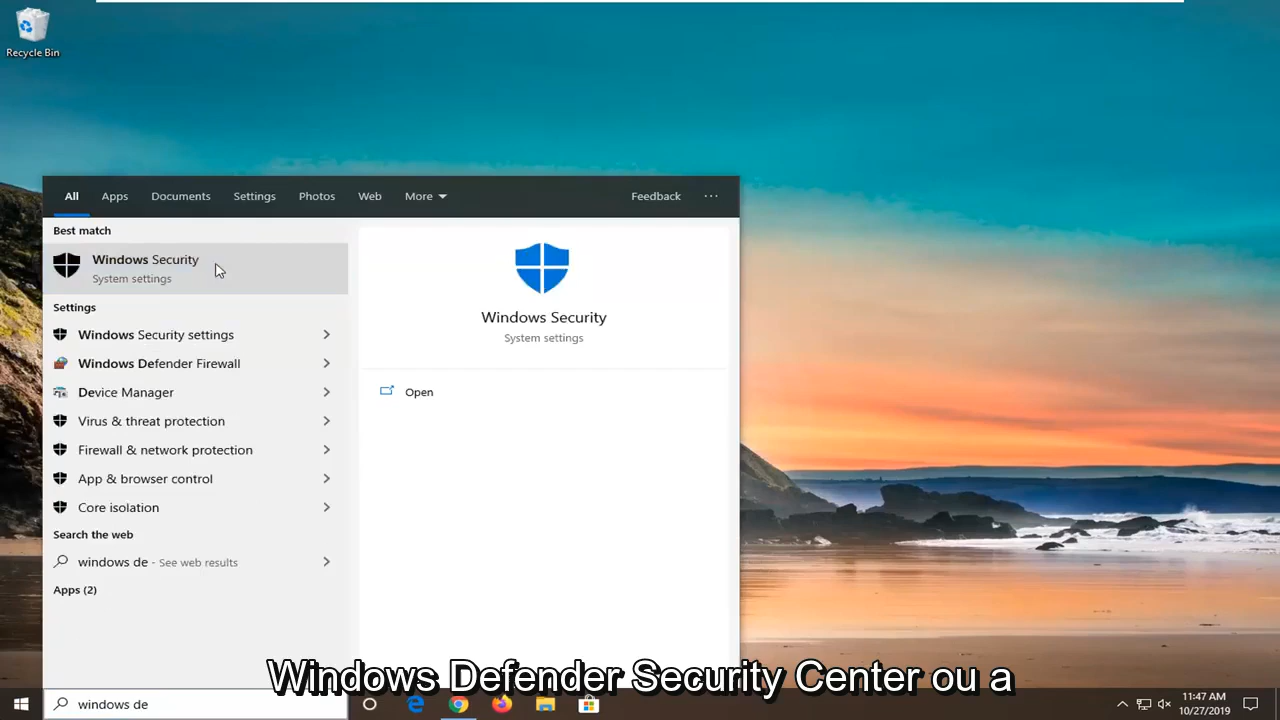 Recycle Bin
All Apps Documents Settings Photos Web More Feedback ...
Best match
Windows Security
System settings
Settings
Windows Security settings
Windows Defender Firewall
Device Manager
Virus & threat protection
Firewall & network protection
App & browser control
Core isolation
Search the web
windows de - See web results
Apps (2)
Windows Security
System settings
Open
Windows Defender Security Center ou a
windows de
11:47 AM
10/27/2019